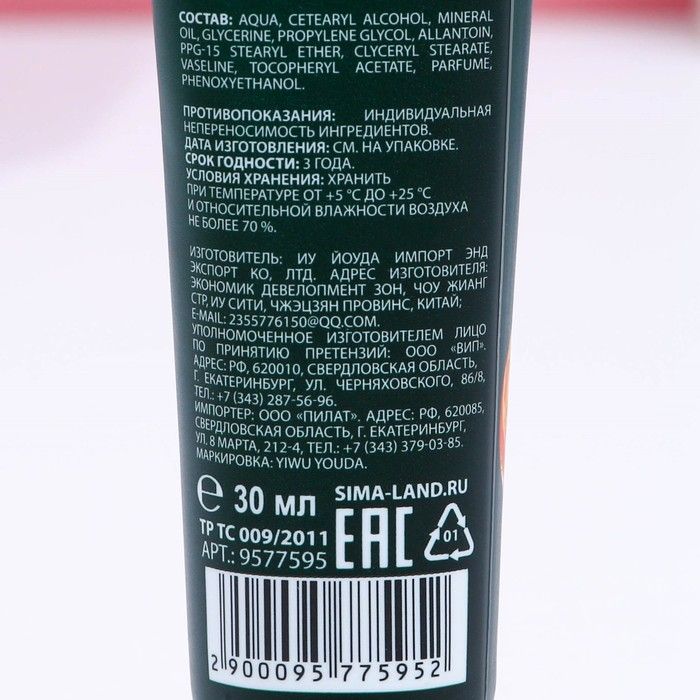 СОСТАВ: AQUA, CETEARYL ALCOHOL, MINERAL
OIL, GLYCERINE, PROPYLENE GLYCOL, ALLANTOIN,
PPG-15 STEARYL ETHER, CLYCERYL STEARATE,
VASELINE, TOCOPHERYL ACETATE, PARFUME,
PHENOXYETHANOL.
ПРОТИВОПОКАЗАНИЯ: ИНДИВИДУАЛЬНАЯ
НЕПЕРЕНОСИМОСТЬ ИНГРЕДИЕНТОВ.
ДАТА ИЗГОТОВЛЕНИЯ: СМ. НА УПАКОВКЕ.
СРОК ГОДНОСТИ: 3 ГОДА.
УСЛОВИЯ ХРАНЕНИЯ: ХРАНИТЬ
ПРИ ТЕМПЕРАТУРЕ ОТ +5 °C ДО +25 °C
И ОТНОСИТЕЛЬНОЙ ВЛАЖНОСТИ ВОЗДУХА
НЕ БОЛЕЕ 70 %.
ИЗГОТОВИТЕЛЬ: ИУ ЙОУДА ИМПОРТ ЭНД
ЭКСПОРТ КО, ЛТД. АДРЕС ИЗГОТОВИТЕЛЯ:
ЭКОНОМИК ДЕВЕЛОПМЕНТ ЗОН, ЧОУ ЖИАНГ
СТР, ИУ СИТИ, ЧЖЭЦЗЯН ПРОВИНС, КИТАЙ;
E-MAIL: 2355776150@QQ.COM.
УПОЛНОМОЧЕННОЕ ИЗГОТОВИТЕЛЕМ ЛИЦО
ПО ПРИНЯТИЮ ПРЕТЕНЗИЙ: ООО «ВИП».
АДРЕС: РФ, 620010, СВЕРДЛОВСКАЯ ОБЛАСТЬ,
Г. ЕКАТЕРИНБУРГ, УЛ. ЧЕРНЯХОВСКОГО, 86/8,
ТЕЛ.: +7 (343) 287-56-96.
ИМПОРТЕР: ООО «ПИЛАТ». АДРЕС: РФ, 620085,
СВЕРДЛОВСКАЯ ОБЛАСТЬ, Г. ЕКАТЕРИНБУРГ,
УЛ. 8 МАРТА, 212-4, ТЕЛ.: +7 (343) 379-03-85.
МАРКИРОВКА: YIWU YOUDA.
℮ 30 МЛ SIMA-LAND.RU
ТР ТС 009/2011 EAC 01
АРТ.: 9577595
2 900095 775952